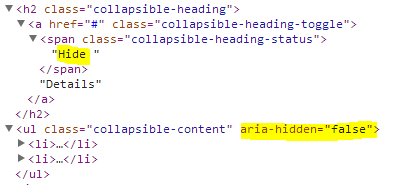 ▼<h2 class="collapsible-heading">
▼<a href="#" class="collapsible-heading-toggle">
▼<span class="collapsible-heading-status">
"Hide "
</span>
"Details"
</a>
</h2>
▼<ul class="collapsible-content" aria-hidden="false">
▶<li>…</li>
▶<li>…</li>
</ul>